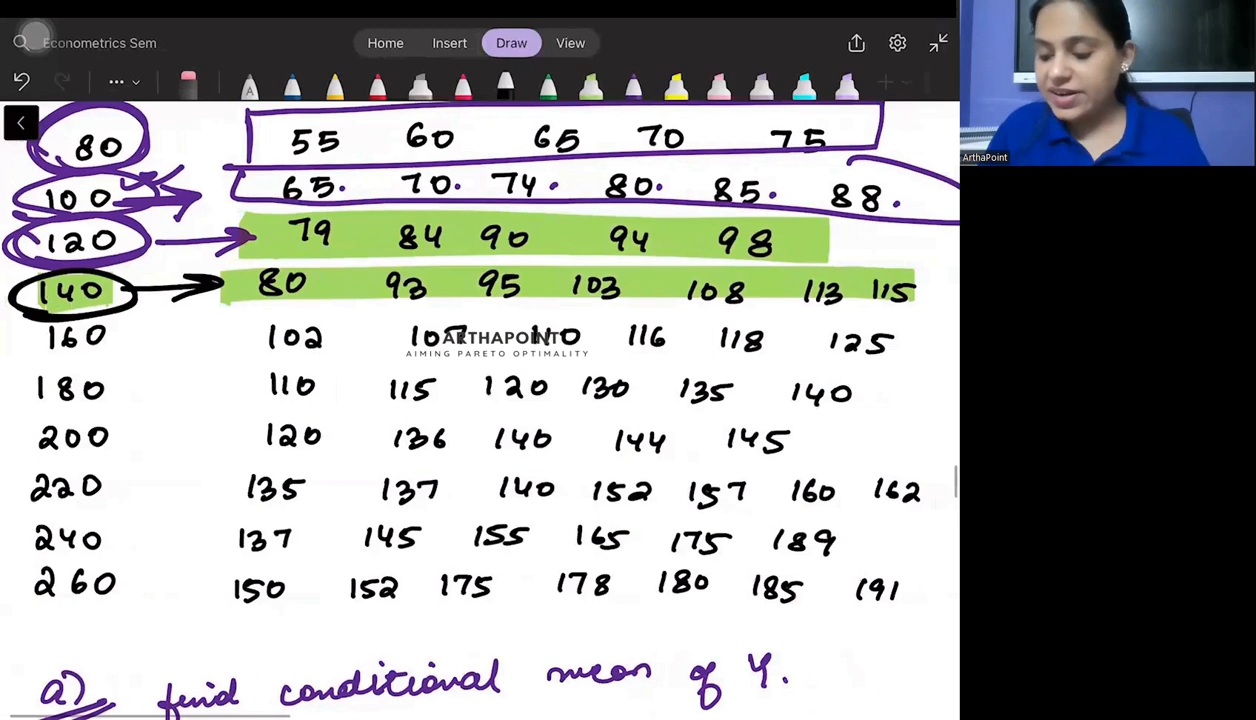 Econometrics Sem
Home Insert Draw View
A
80 55 60 65 70 75
100 65. 70. 74. 80. 85. 88.
120 79 84 90 94 98
140 80 93 95 103 108 113 115
160 102 107 110 116 118 125
ARTHAPOINT
AIMING PARETO OPTIMALITY
180 110 115 120 130 135 140
200 120 136 140 144 145
220 135 137 140 152 157 160 162
240 137 145 155 165 175 189
260 150 152 175 178 180 185 191
a) find conditional mean of Y.
ArthaPoint